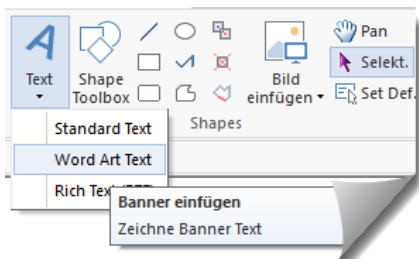 Text
Shape
Toolbox
Bild
einfügen
Pan
Selekt.
Set Def.
Shapes
Standard Text
Word Art Text
Rich Text
Banner einfügen
Zeichne Banner Text